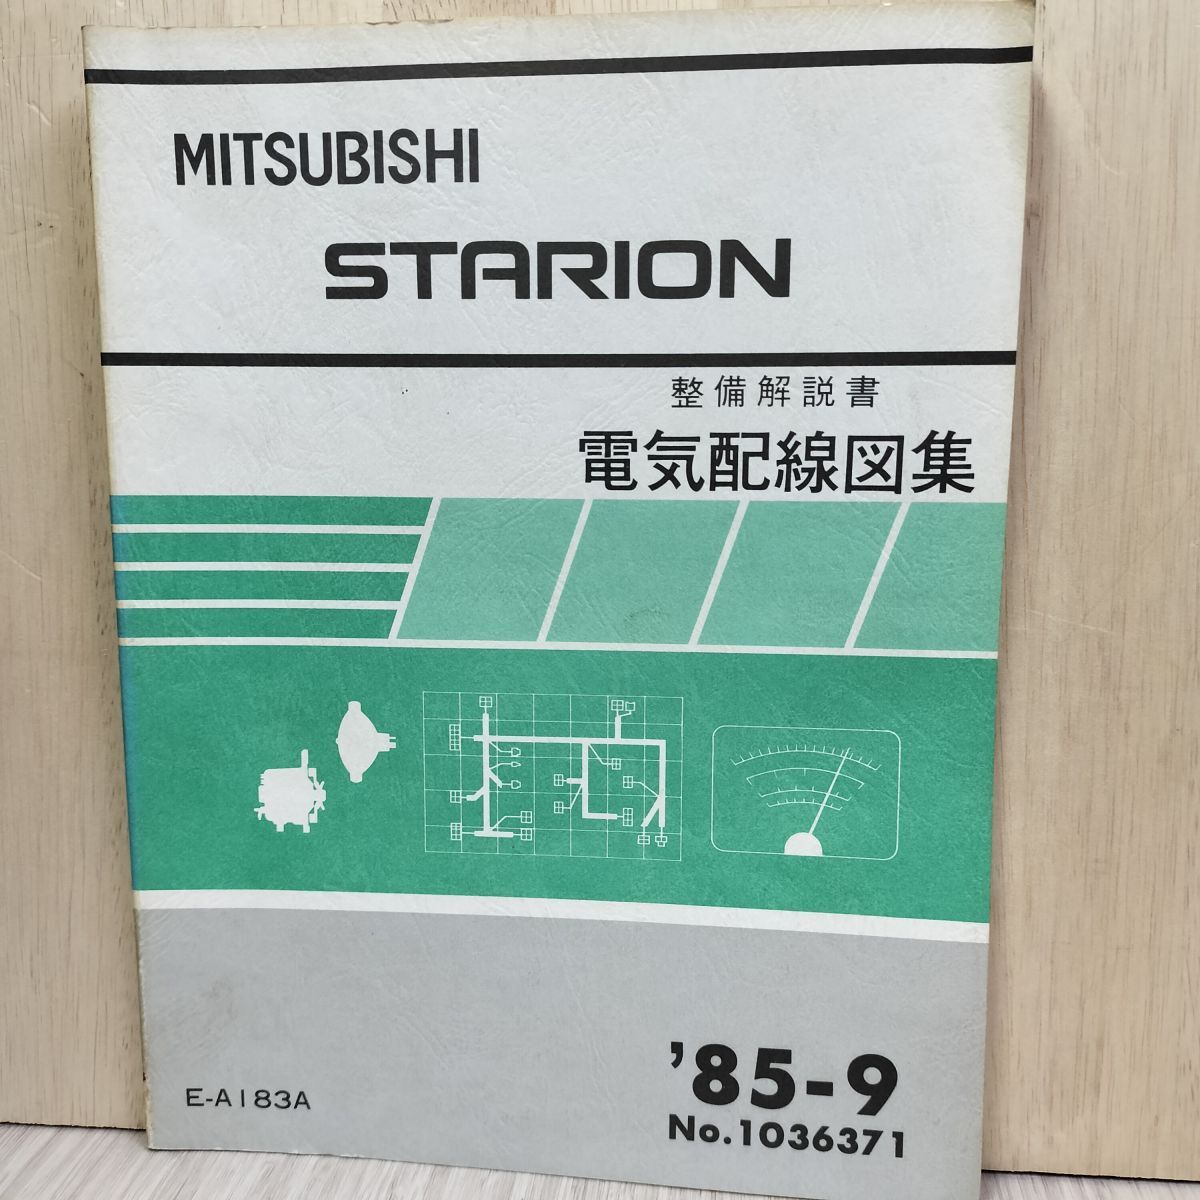 MITSUBISHI
STARION
整備解説書
電気配線図集
'85-9
No.1036371
E-A183A